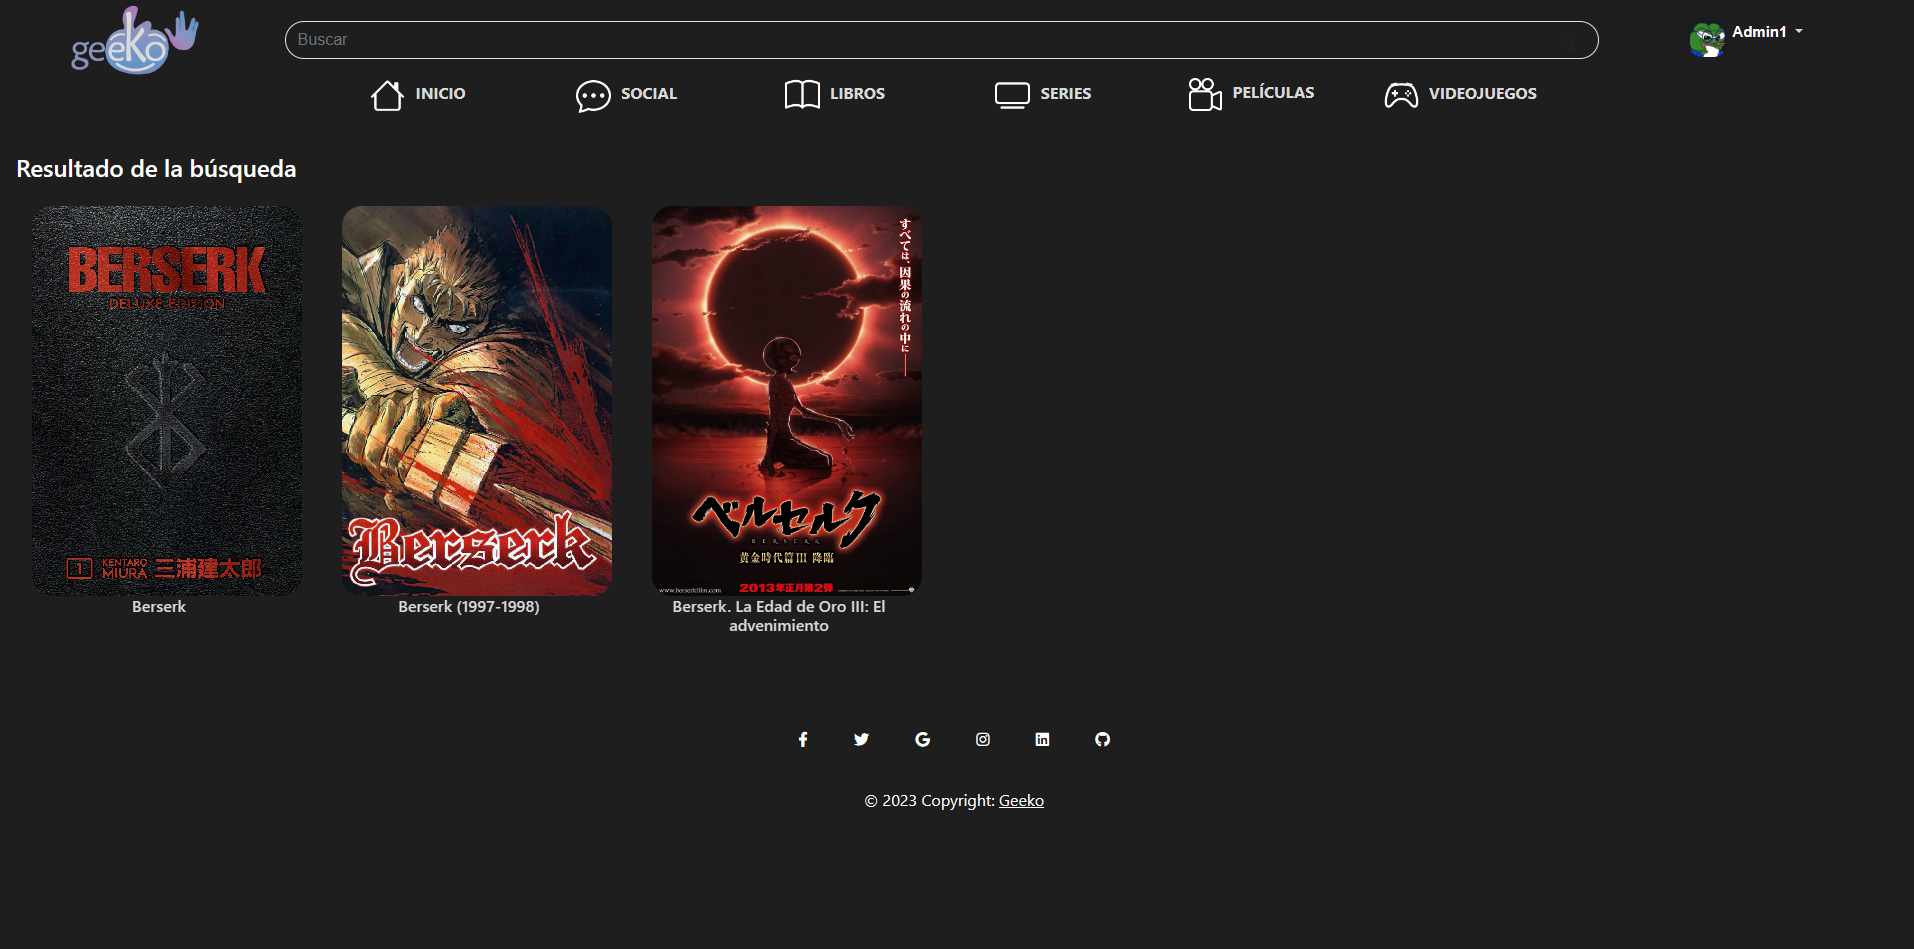 geeko
Buscar
Admin1
INICIO
SOCIAL
LIBROS
SERIES
PELÍCULAS
VIDEOJUEGOS
Resultado de la búsqueda
BERSERK
DELUXE EDITION
1 KENTARO MIURA 三浦建太郎
Berserk
Berserk
Berserk (1997-1998)
すべては、因果の流れの中に――
ベルセルク
BERSERK
黄金時代篇III 降臨
2013年正月第2弾
www.berserkfilm.com
Berserk. La Edad de Oro III: El
advenimiento
© 2023 Copyright: Geeko